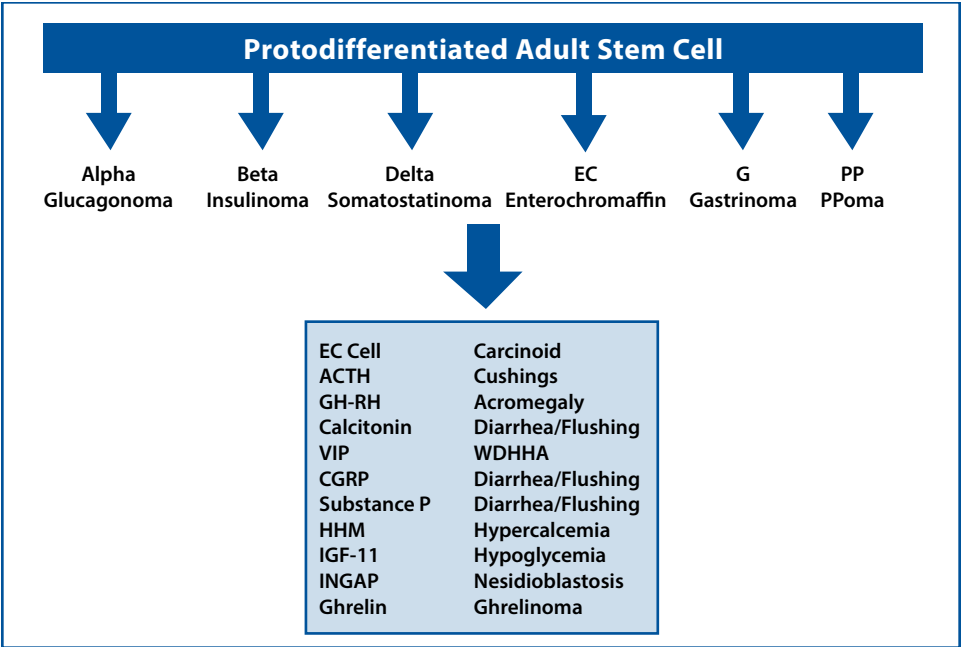 Protodifferentiated Adult Stem Cell
Alpha Beta Delta EC G PP
Glucagonoma Insulinoma Somatostatinoma Enterochromaffin Gastrinoma PPoma
EC Cell Carcinoid
ACTH Cushings
GH-RH Acromegaly
Calcitonin Diarrhea/Flushing
VIP WDHHA
CGRP Diarrhea/Flushing
Substance P Diarrhea/Flushing
HHM Hypercalcemia
IGF-11 Hypoglycemia
INGAP Nesidioblastosis
Ghrelin Ghrelinoma